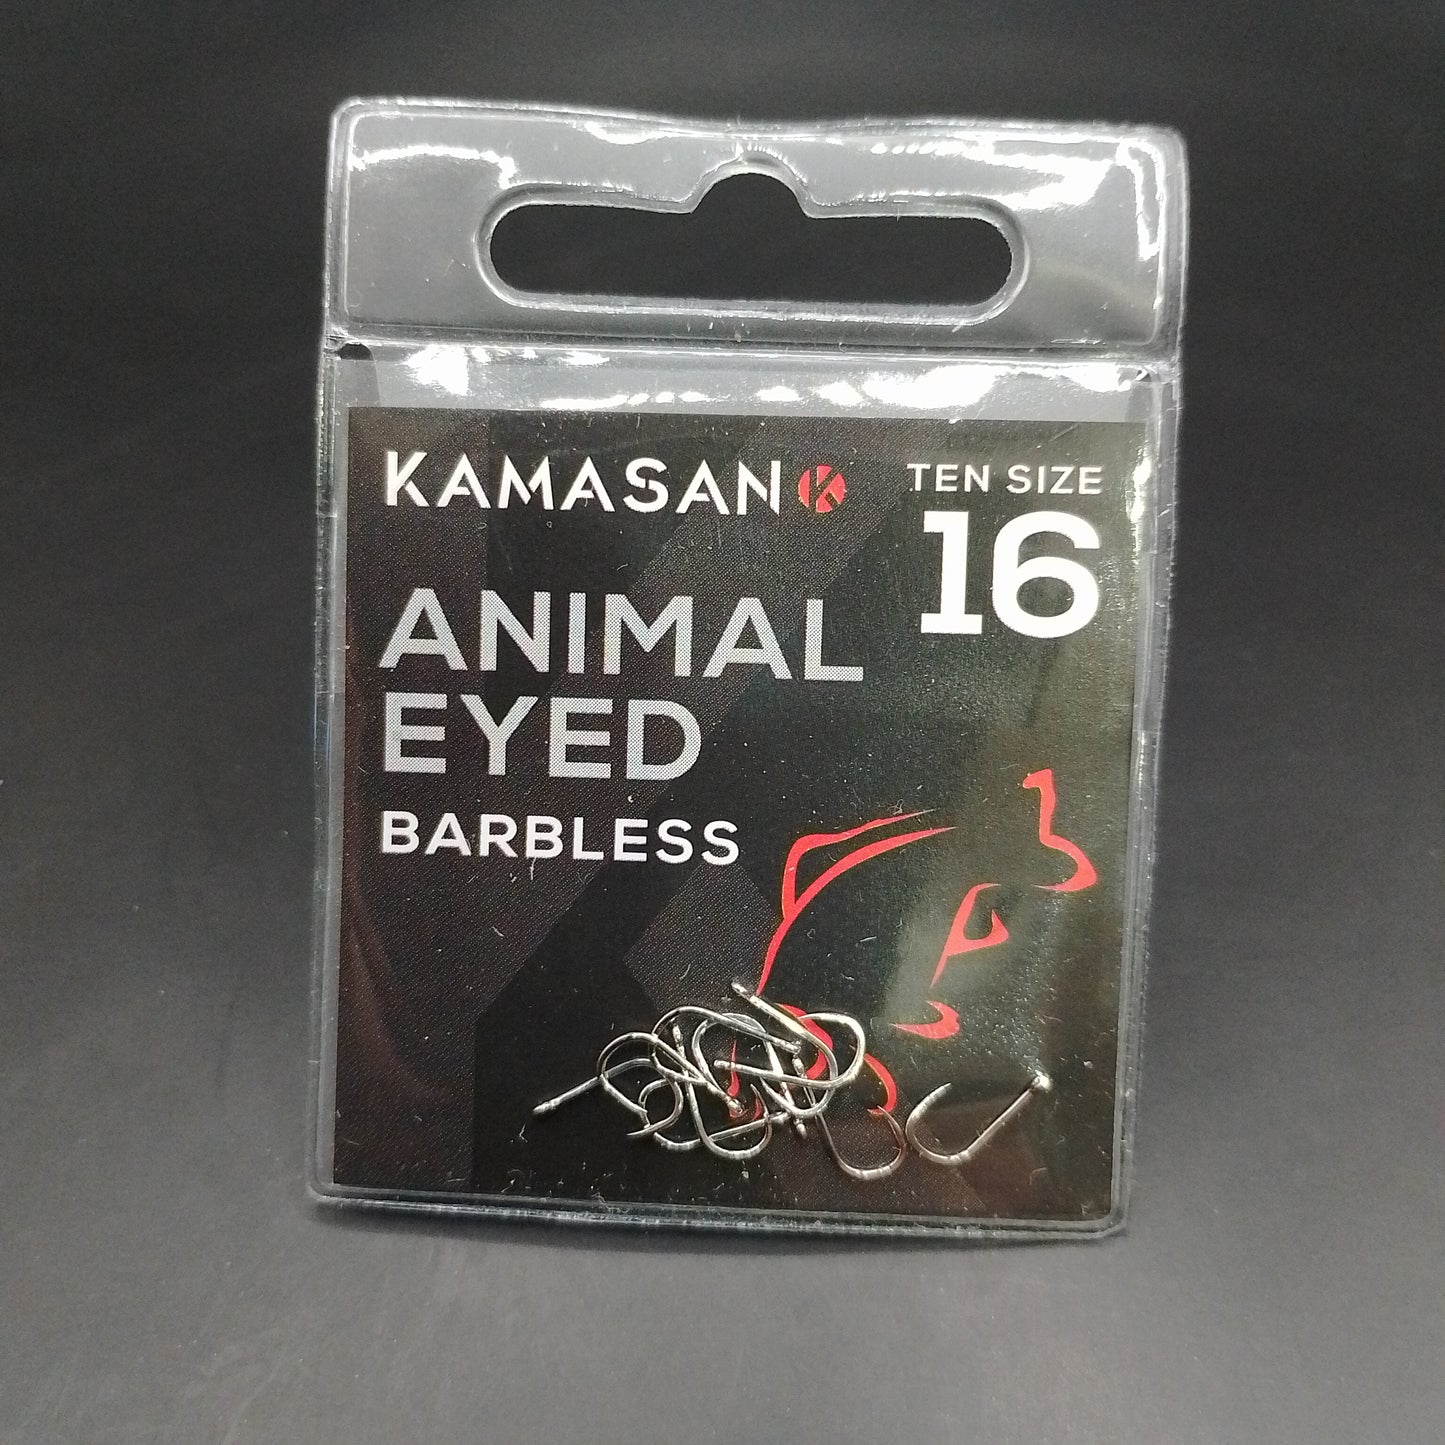 KAMASAN
TEN SIZE
16
ANIMAL
EYED
BARBLESS